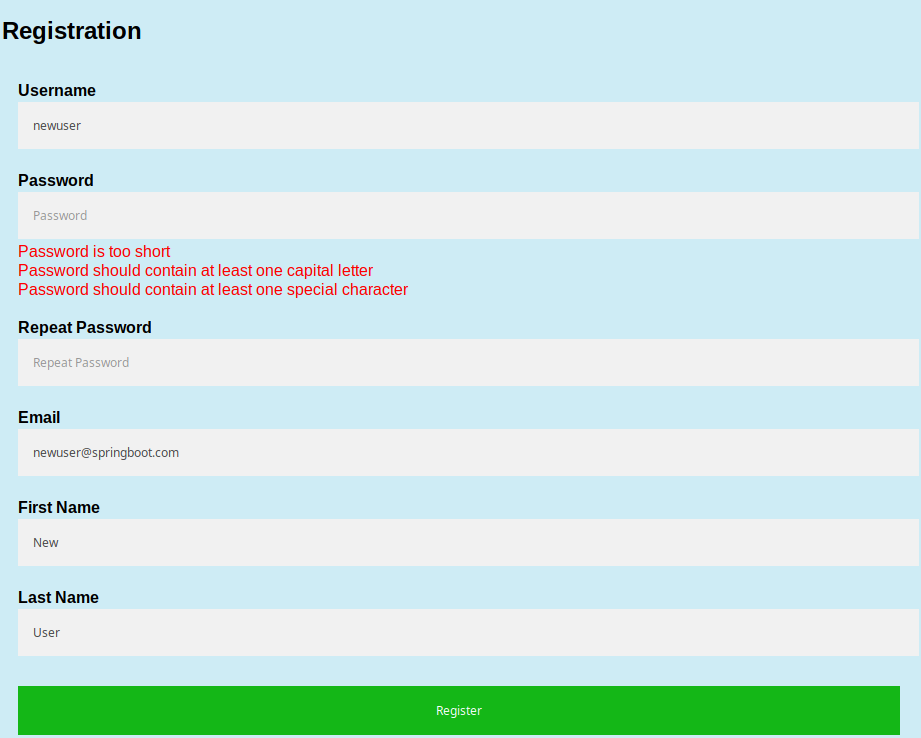 Registration
Username
newuser
Password
Password
Password is too short
Password should contain at least one capital letter
Password should contain at least one special character
Repeat Password
Repeat Password
Email
newuser@springboot.com
First Name
New
Last Name
User
Register